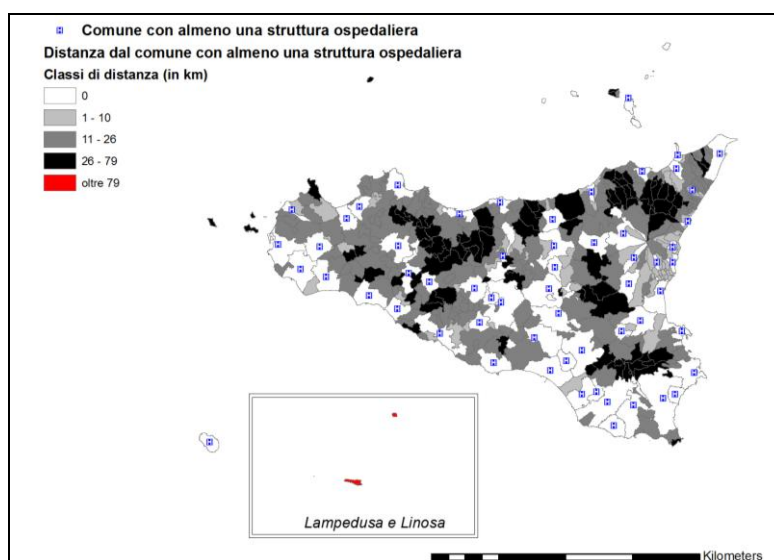 H Comune con almeno una struttura ospedaliera
Distanza dal comune con almeno una struttura ospedaliera
Classi di distanza (in km)
0
1 - 10
11 - 26
26 - 79
oltre 79
Lampedusa e Linosa
Kilometers